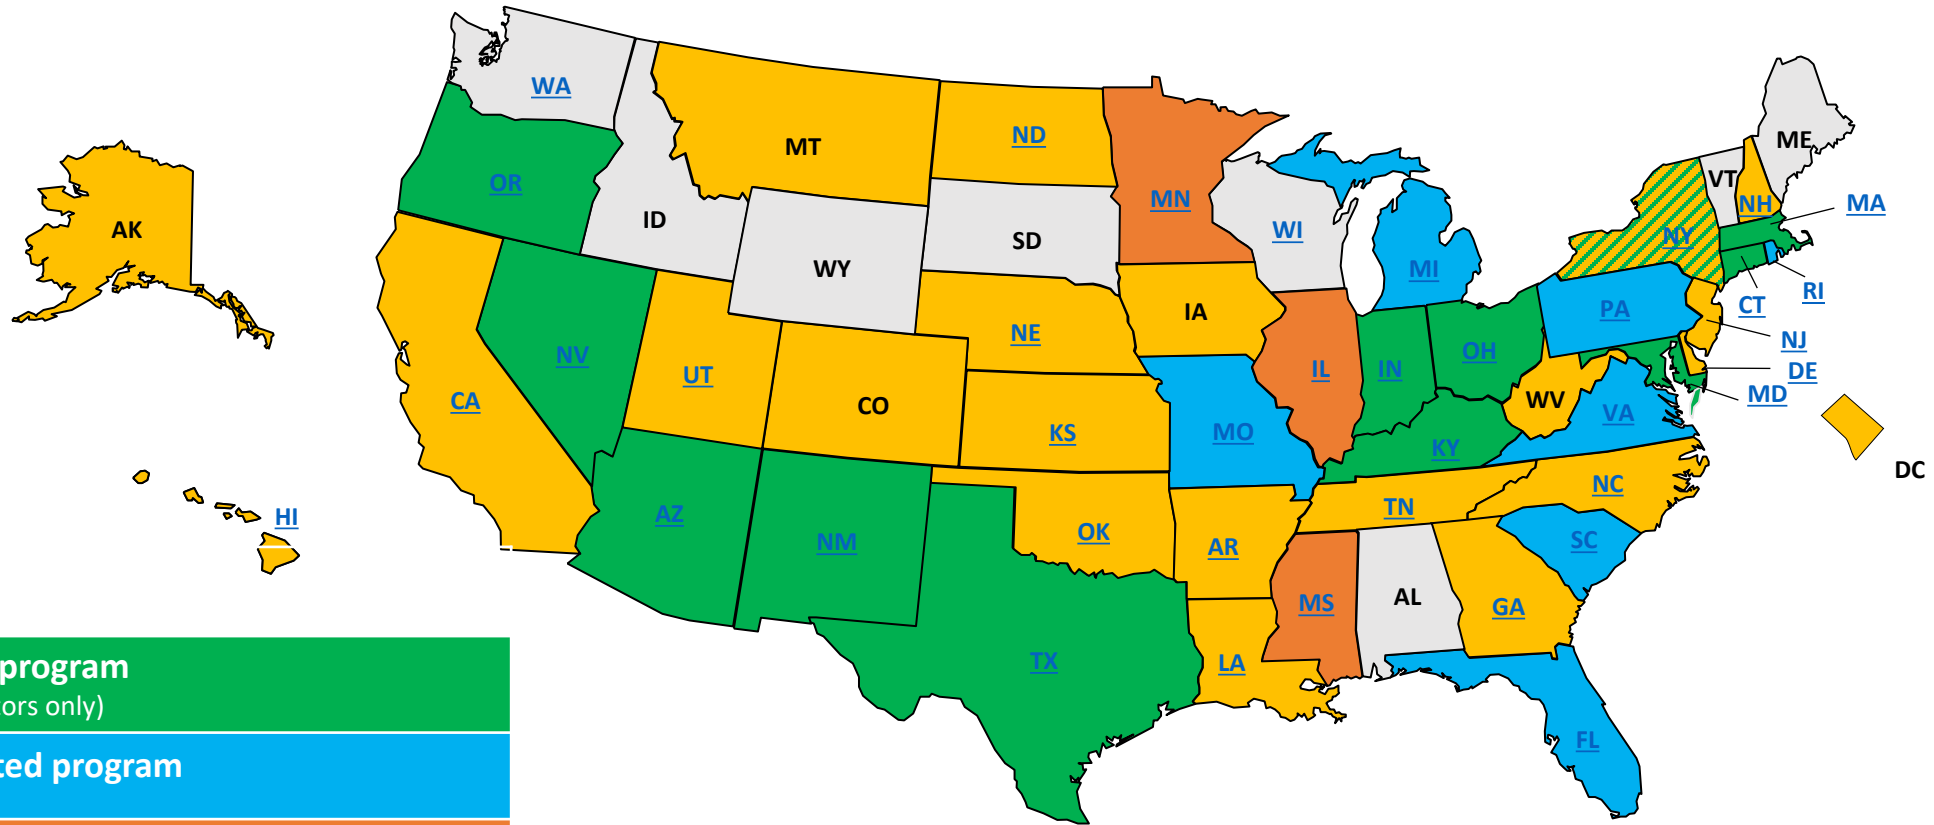 WA
MT
ND
MN
ME
OR
ID
SD
WI
VT
NH
MA
AK
WY
MI
NY
RI
CT
PA
NJ
IA
NE
NV
UT
CO
IL
IN
OH
DE
MD
WV
VA
CA
KS
MO
KY
DC
HI
AZ
NM
OK
AR
TN
NC
SC
MS
AL
GA
TX
LA
FL
program
tors only)
ted program